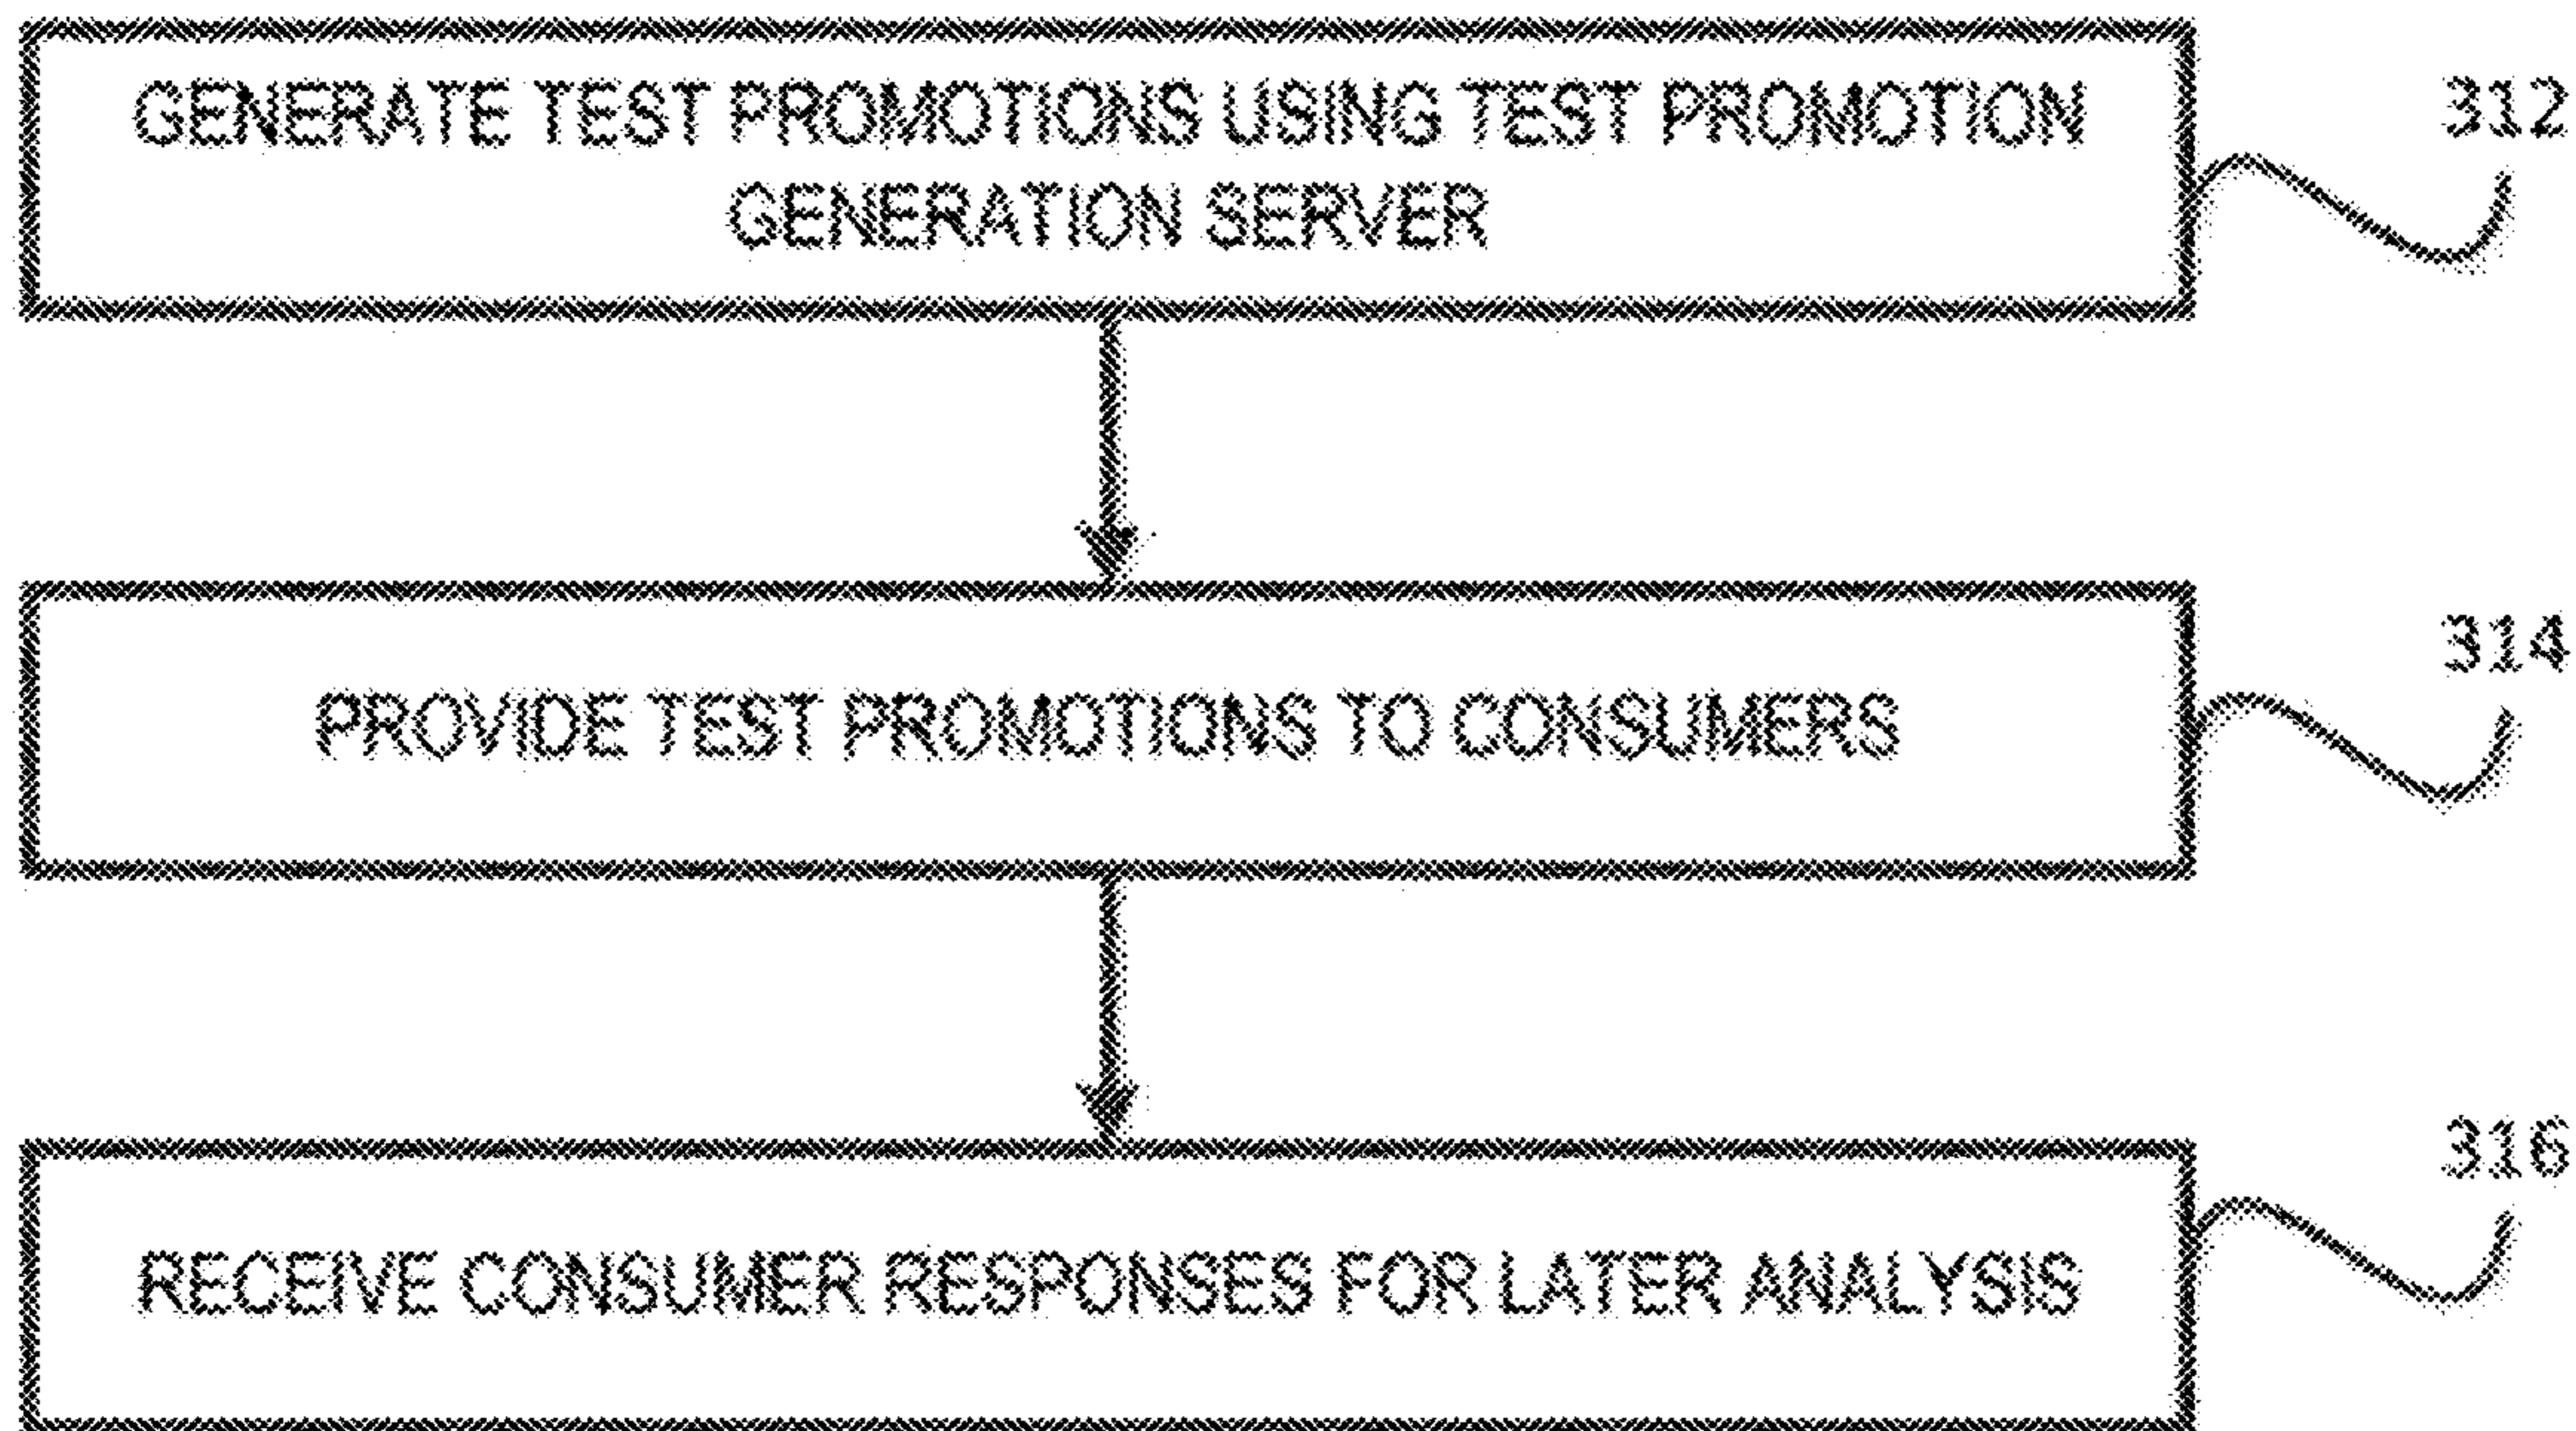 GENERATE TEST PROMOTIONS USING TEST PROMOTION
GENERATION SERVER
312
PROVIDE TEST PROMOTIONS TO CONSUMERS
314
RECEIVE CONSUMER RESPONSES FOR LATER ANALYSIS
316